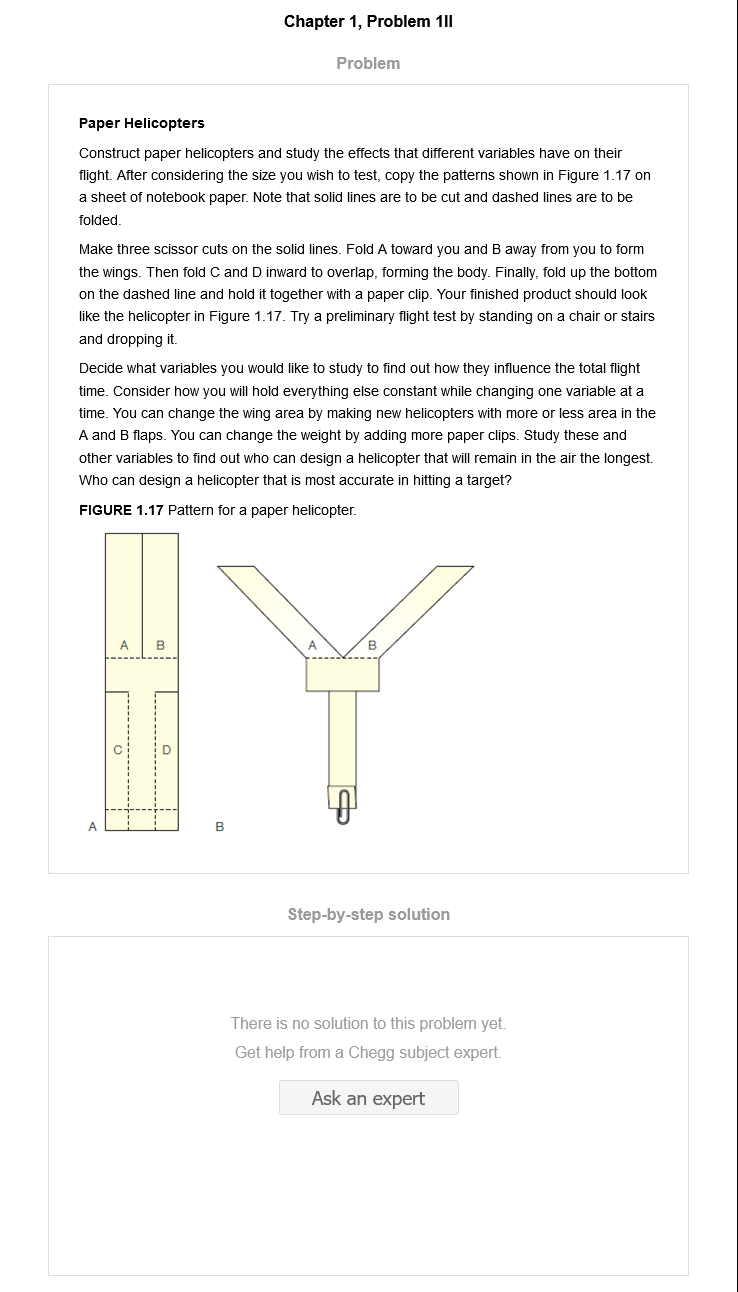 Chapter 1, Problem 1II
Problem
Paper Helicopters
Construct paper helicopters and study the effects that different variables have on their
flight. After considering the size you wish to test, copy the patterns shown in Figure 1.17 on
a sheet of notebook paper. Note that solid lines are to be cut and dashed lines are to be
folded.
Make three scissor cuts on the solid lines. Fold A toward you and B away from you to form
the wings. Then fold C and D inward to overlap, forming the body. Finally, fold up the bottom
on the dashed line and hold it together with a paper clip. Your finished product should look
like the helicopter in Figure 1.17. Try a preliminary flight test by standing on a chair or stairs
and dropping it.
Decide what variables you would like to study to find out how they influence the total flight
time. Consider how you will hold everything else constant while changing one variable at a
time. You can change the wing area by making new helicopters with more or less area in the
A and B flaps. You can change the weight by adding more paper clips. Study these and
other variables to find out who can design a helicopter that will remain in the air the longest.
Who can design a helicopter that is most accurate in hitting a target?
FIGURE 1.17 Pattern for a paper helicopter.
A B
A B
C D
A
B
Step-by-step solution
There is no solution to this problem yet.
Get help from a Chegg subject expert.
Ask an expert